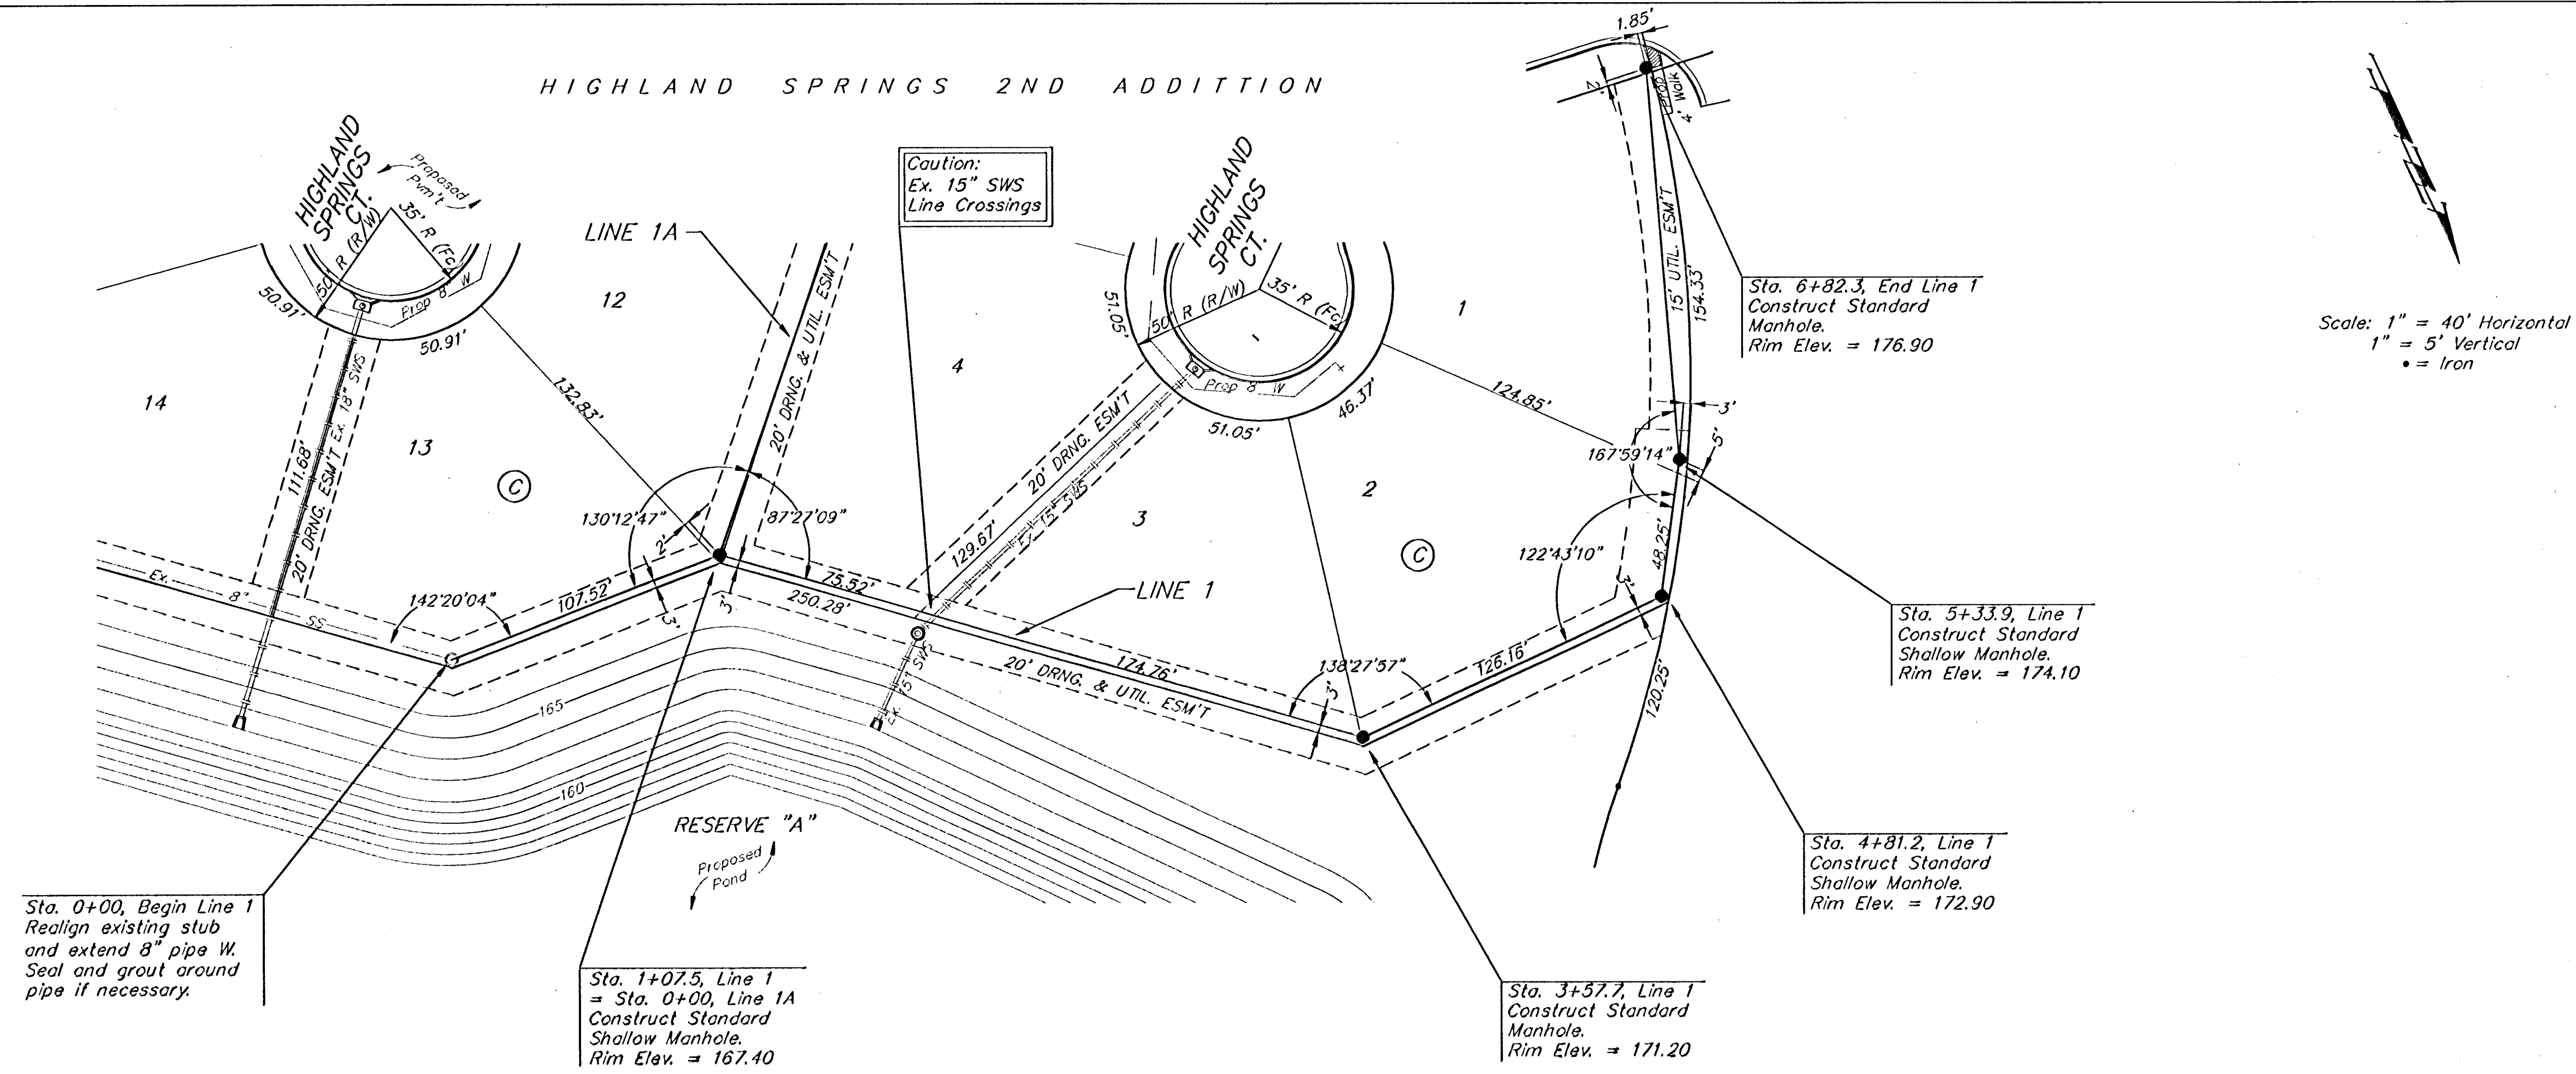 HIGHLAND SPRINGS 2ND ADDITTION
1.85'
2'
Prop
4' Walk
HIGHLAND
SPRINGS
CT.
Proposed
Pvm't
50' R (R/W)
35' R (Fc)
Prop 8" W
50.91'
50.91'
LINE 1A
12
20' DRNG. & UTIL. ESM'T
Caution:
Ex. 15" SWS
Line Crossings
HIGHLAND
SPRINGS
CT.
50' R (R/W)
35' R (Fc)
Prop 8" W
51.05'
51.05'
46.37'
1
15' UTIL. ESM'T
154.33'
Sta. 6+82.3, End Line 1
Construct Standard
Manhole.
Rim Elev. = 176.90
Scale: 1" = 40' Horizontal
1" = 5' Vertical
• = Iron
14
111.68'
20' DRNG. ESM'T
Ex. 18" SWS
13
C
132.83'
4
20' DRNG. ESM'T
129.67'
Ex. 15" SWS
3
2
C
124.85'
3'
5'
167°59'14"
130°12'47"
2'
87°27'09"
122°43'10"
48.25'
Ex. 8" SS
142°20'04"
107.52'
3'
3'
75.52'
250.28'
LINE 1
174.76'
20' DRNG. & UTIL. ESM'T
Ex. 15" SWS
138°27'57"
3'
126.16'
3'
120.25'
165
160
RESERVE "A"
Proposed
Pond
Sta. 5+33.9, Line 1
Construct Standard
Shallow Manhole.
Rim Elev. = 174.10
Sta. 4+81.2, Line 1
Construct Standard
Shallow Manhole.
Rim Elev. = 172.90
Sta. 0+00, Begin Line 1
Realign existing stub
and extend 8" pipe W.
Seal and grout around
pipe if necessary.
Sta. 1+07.5, Line 1
= Sta. 0+00, Line 1A
Construct Standard
Shallow Manhole.
Rim Elev. = 167.40
Sta. 3+57.7, Line 1
Construct Standard
Manhole.
Rim Elev. = 171.20